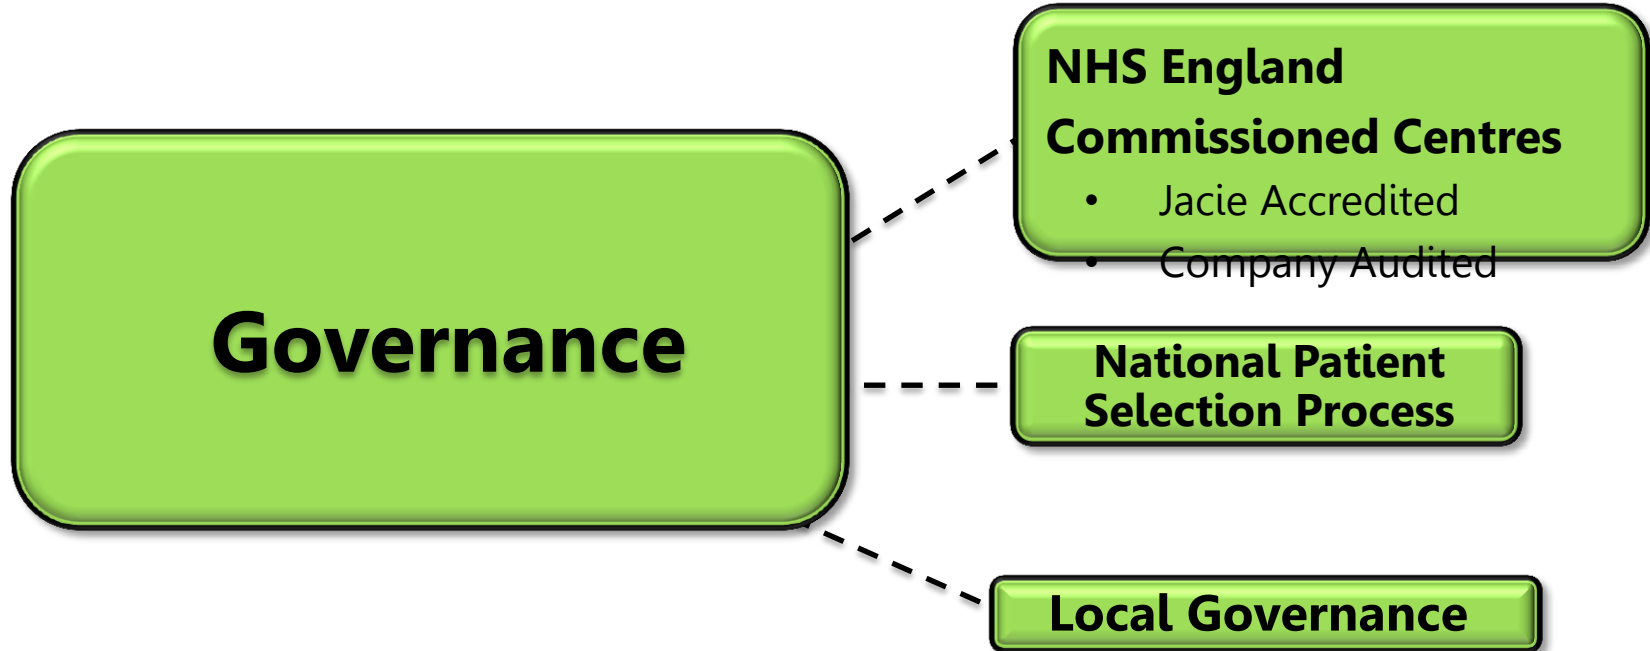 Governance
NHS England
Commissioned Centres
• Jacie Accredited
• Company Audited
National Patient
Selection Process
Local Governance